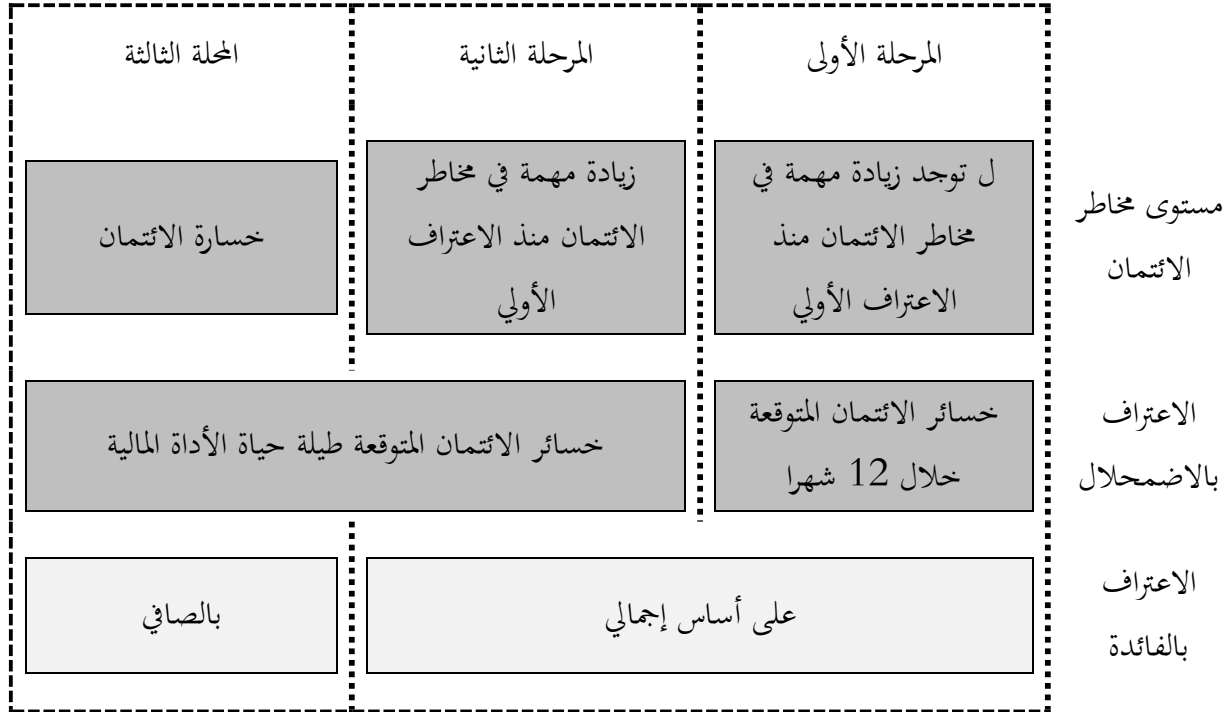 المرحلة الأولى
المرحلة الثانية
المحلة الثالثة
مستوى مخاطر
الائتمان
ل توجد زيادة مهمة في
مخاطر الائتمان منذ
الاعتراف الأولي
زيادة مهمة في مخاطر
الائتمان منذ الاعتراف
الأولي
خسارة الائتمان
الاعتراف
بالاضمحلال
خسائر الائتمان المتوقعة
خلال 12 شهرا
خسائر الائتمان المتوقعة طيلة حياة الأداة المالية
الاعتراف
بالفائدة
على أساس إجمالي
بالصافي